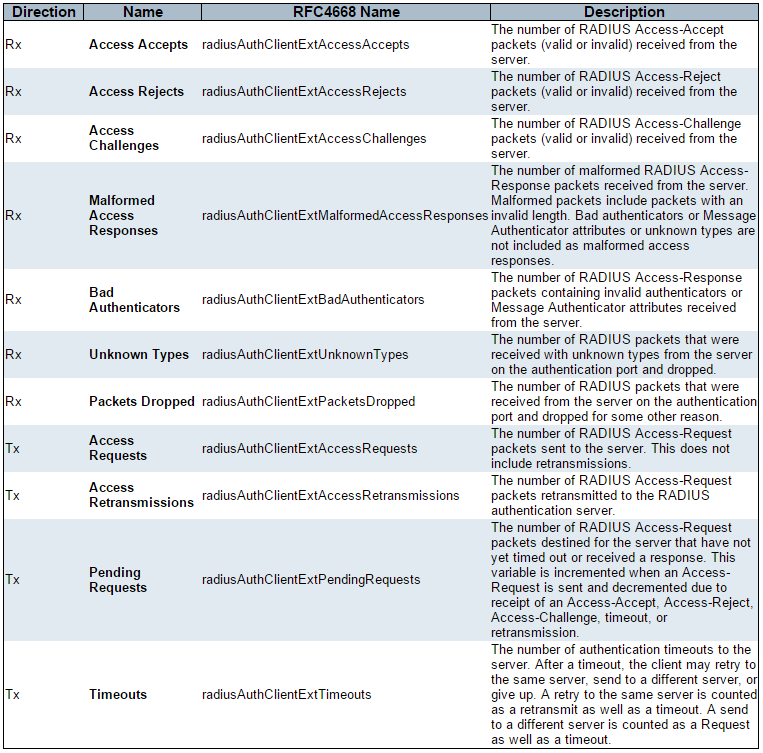 Direction Name RFC4668 Name Description
Rx Access Accepts radiusAuthClientExtAccessAccepts The number of RADIUS Access-Accept
packets (valid or invalid) received from the
server.
Rx Access Rejects radiusAuthClientExtAccessRejects The number of RADIUS Access-Reject
packets (valid or invalid) received from the
server.
Rx Access
Challenges radiusAuthClientExtAccessChallenges The number of RADIUS Access-Challenge
packets (valid or invalid) received from the
server.
Rx Malformed
Access
Responses radiusAuthClientExtMalformedAccessResponses The number of malformed RADIUS Access-
Response packets received from the server.
Malformed packets include packets with an
invalid length. Bad authenticators or Message
Authenticator attributes or unknown types are
not included as malformed access
responses.
Rx Bad
Authenticators radiusAuthClientExtBadAuthenticators The number of RADIUS Access-Response
packets containing invalid authenticators or
Message Authenticator attributes received
from the server.
Rx Unknown Types radiusAuthClientExtUnknownTypes The number of RADIUS packets that were
received with unknown types from the server
on the authentication port and dropped.
Rx Packets Dropped radiusAuthClientExtPacketsDropped The number of RADIUS packets that were
received from the server on the authentication
port and dropped for some other reason.
Tx Access
Requests radiusAuthClientExtAccessRequests The number of RADIUS Access-Request
packets sent to the server. This does not
include retransmissions.
Tx Access
Retransmissions radiusAuthClientExtAccessRetransmissions The number of RADIUS Access-Request
packets retransmitted to the RADIUS
authentication server.
Tx Pending
Requests radiusAuthClientExtPendingRequests The number of RADIUS Access-Request
packets destined for the server that have not
yet timed out or received a response. This
variable is incremented when an Access-
Request is sent and decremented due to
receipt of an Access-Accept, Access-Reject,
Access-Challenge, timeout, or
retransmission.
Tx Timeouts radiusAuthClientExtTimeouts The number of authentication timeouts to the
server. After a timeout, the client may retry to
the same server, send to a different server, or
give up. A retry to the same server is counted
as a retransmit as well as a timeout. A send
to a different server is counted as a Request
as well as a timeout.